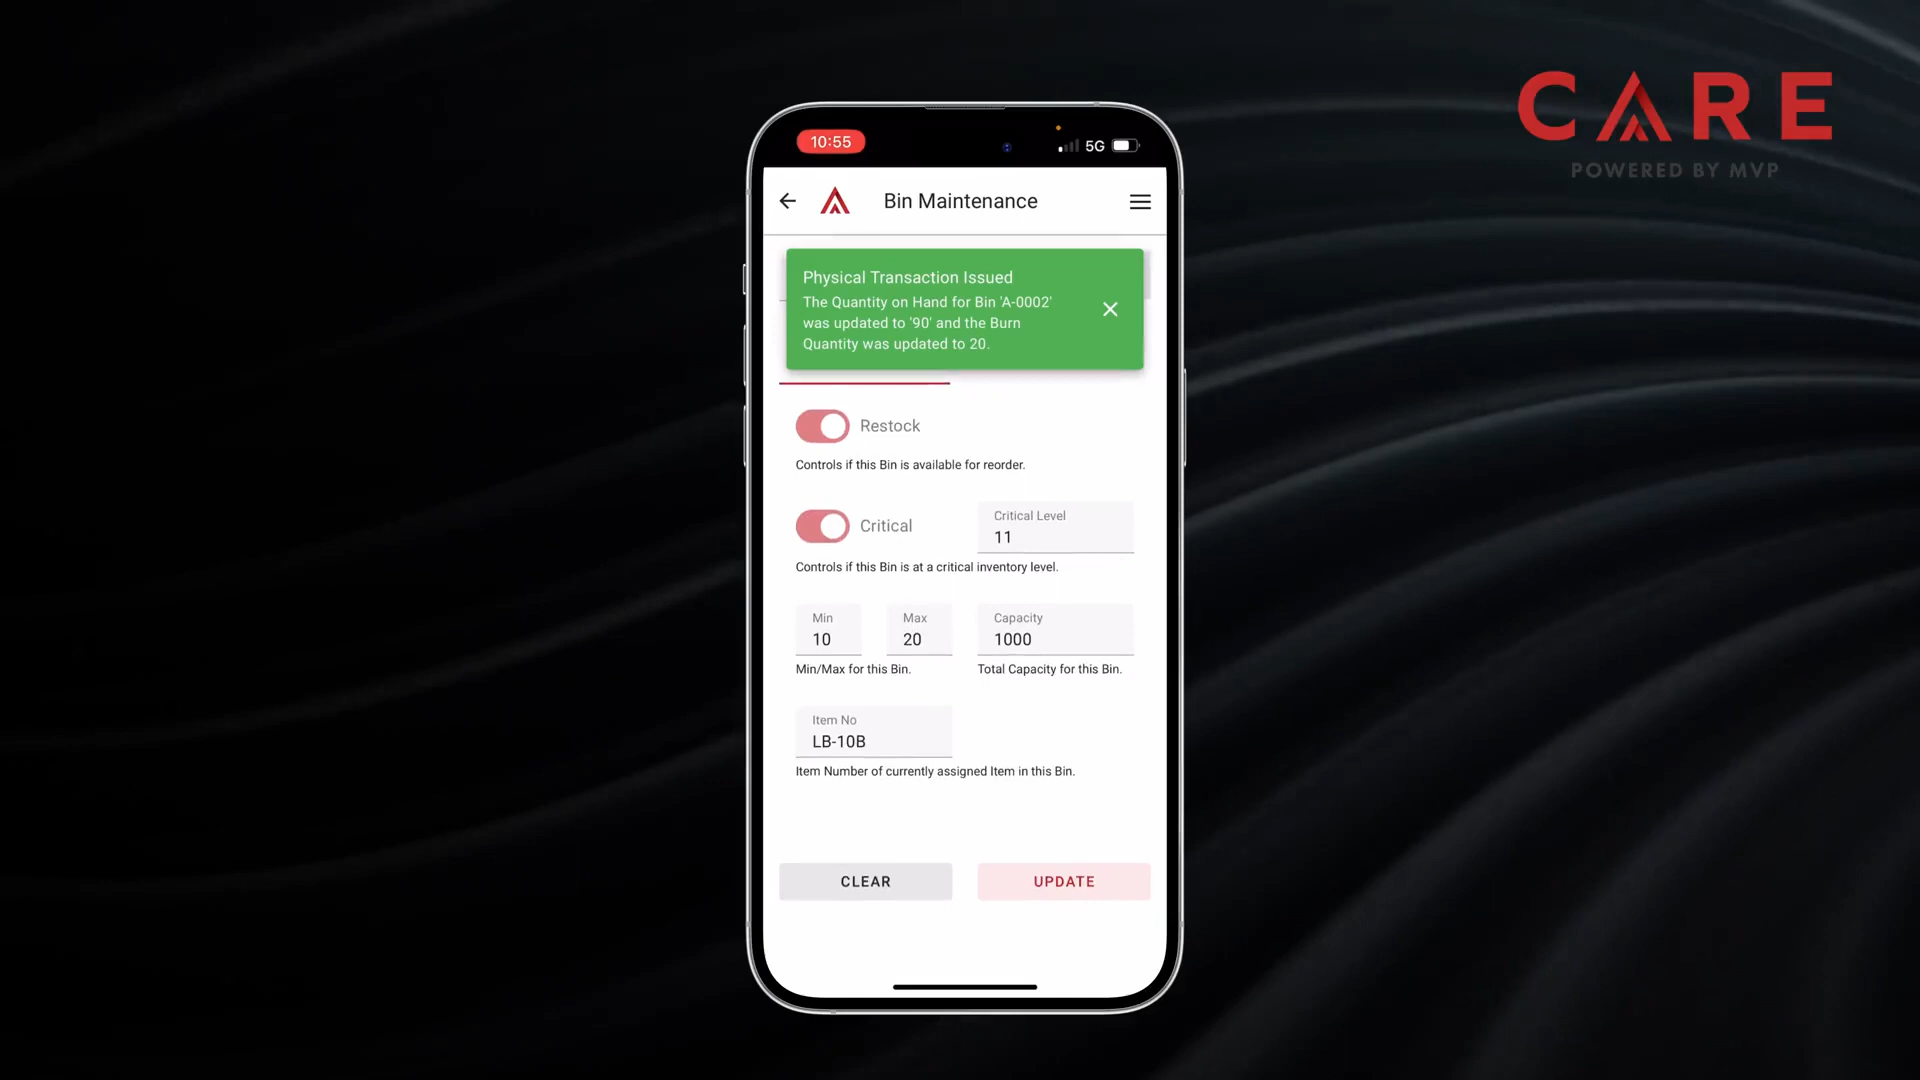 CARE
POWERED BY MVP
10:55
5G
Bin Maintenance
Physical Transaction Issued
The Quantity on Hand for Bin 'A-0002'
was updated to '90' and the Burn
Quantity was updated to 20.
Restock
Controls if this Bin is available for reorder.
Critical
Critical Level
11
Controls if this Bin is at a critical inventory level.
Min
10
Max
20
Capacity
1000
Min/Max for this Bin.
Total Capacity for this Bin.
Item No
LB-10B
Item Number of currently assigned Item in this Bin.
CLEAR
UPDATE